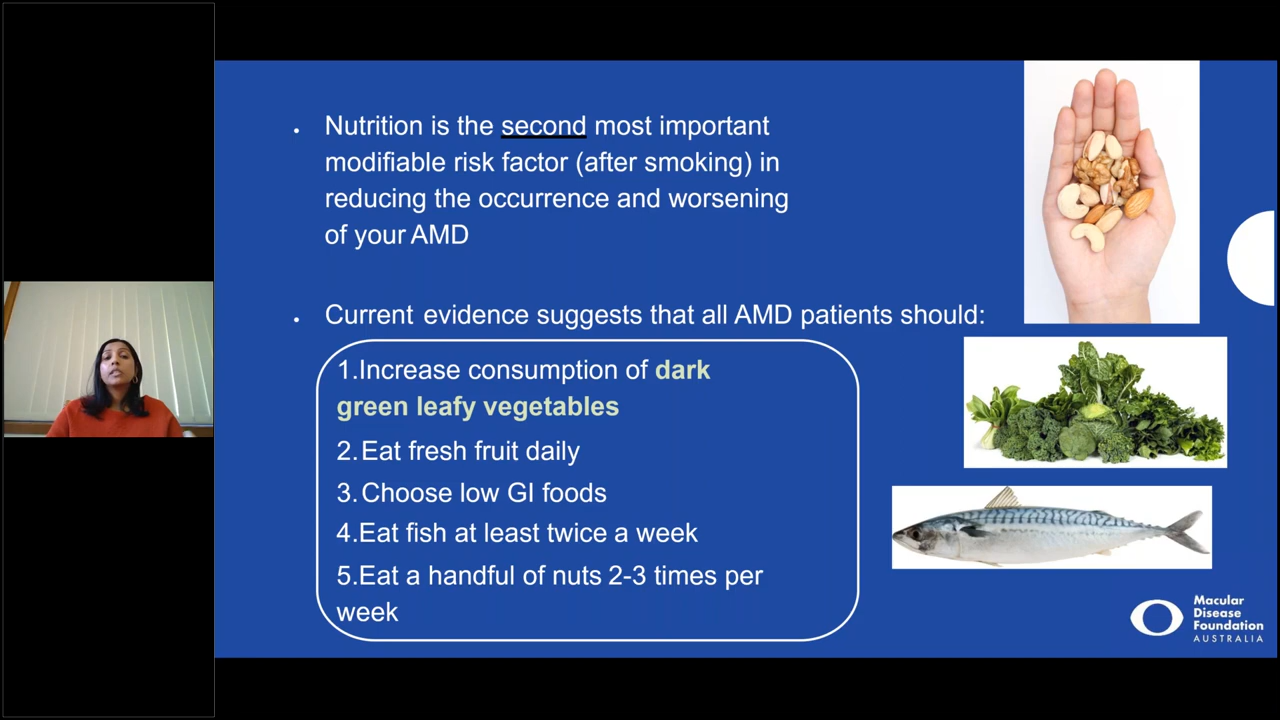 Nutrition is the second most important
modifiable risk factor (after smoking) in
reducing the occurrence and worsening
of your AMD
Current evidence suggests that all AMD patients should:
1.Increase consumption of dark
green leafy vegetables
2.Eat fresh fruit daily
3.Choose low GI foods
4.Eat fish at least twice a week
5.Eat a handful of nuts 2-3 times per
week
Macular
Disease
Foundation
AUSTRALIA